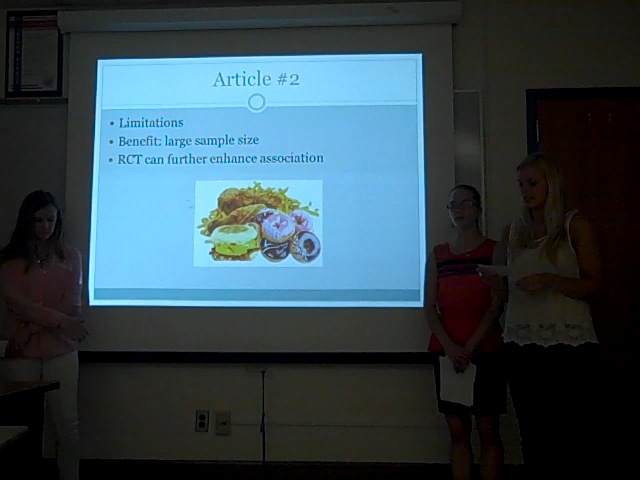 Article #2
• Limitations
• Benefit: large sample size
• RCT can further enhance association